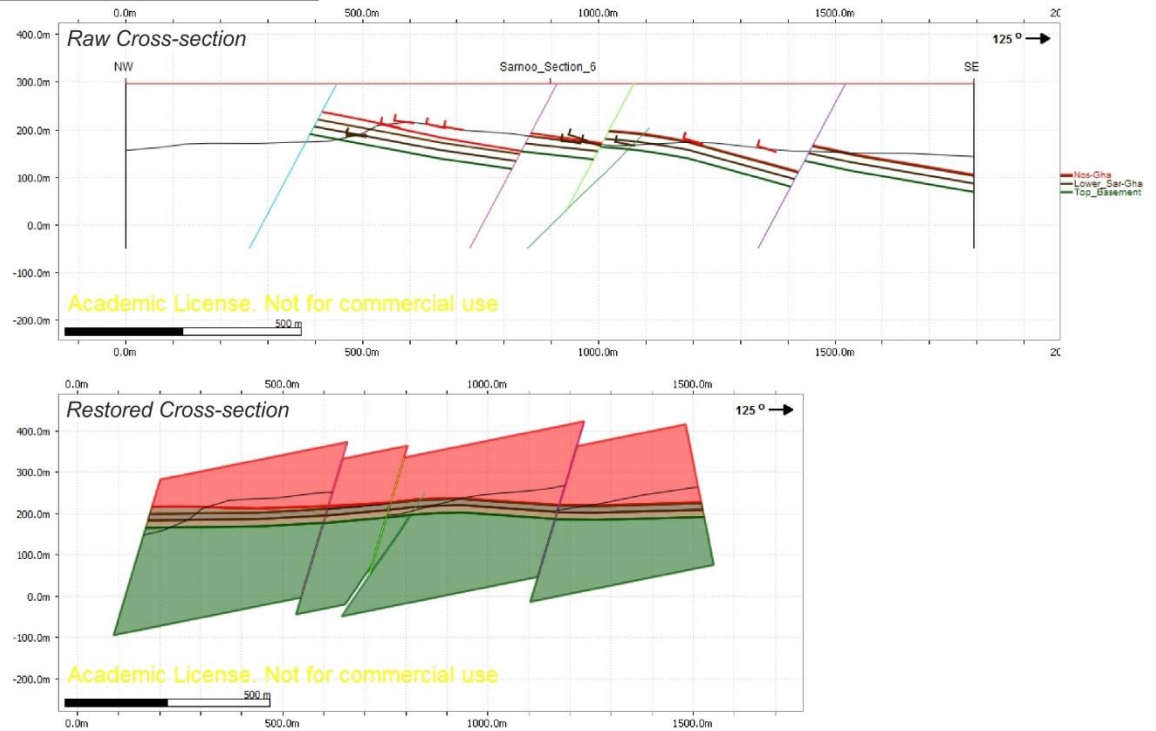 0.0m 500.0m 1000.0m 1500.0m 20
400.0m
Raw Cross-section
125 °
NW Sarnoo_Section_6 SE
300.0m
200.0m
Nos-Gha
100.0m
Lower_Sar-Gha
Top_Basement
0.0m
-100.0m
Academic License. Not for commercial use
-200.0m
500 m
0.0m 500.0m 1000.0m 1500.0m 20
0.0m 500.0m 1000.0m 1500.0m
Restored Cross-section
125 °
400.0m
300.0m
200.0m
100.0m
0.0m
-100.0m
Academic License. Not for commercial use
-200.0m
500 m
0.0m 500.0m 1000.0m 1500.0m